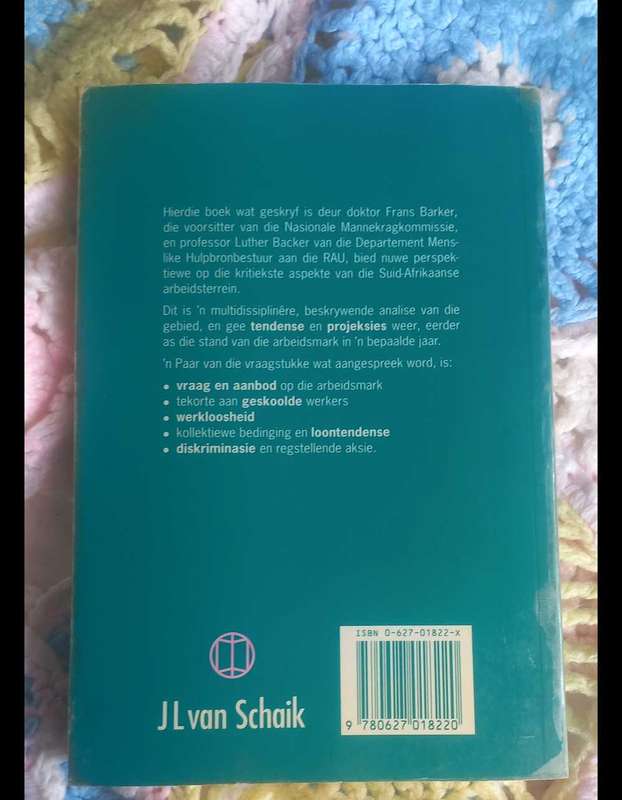 Hierdie boek wat geskryf is deur doktor Frans Barker,
die voorsitter van die Nasionale Mannekragkommissie,
en professor Luther Backer van die Departement Mens-
like Hulpbronbestuur aan die RAU, bied nuwe perspek-
tiewe op die kritiekste aspekte van die Suid-Afrikaanse
arbeidsterrein.
Dit is 'n multidissiplinêre, beskrywende analise van die
gebied, en gee tendense en projeksies weer, eerder
as die stand van die arbeidsmark in 'n bepaalde jaar.
'n Paar van die vraagstukke wat aangespreek word, is:
• vraag en aanbod op die arbeidsmark
• tekorte aan geskoolde werkers
• werkloosheid
• kollektiewe bedinging en loontendense
• diskriminasie en regstellende aksie.
ISBN 0-627-01822-X
9 780627 018220
J L van Schaik